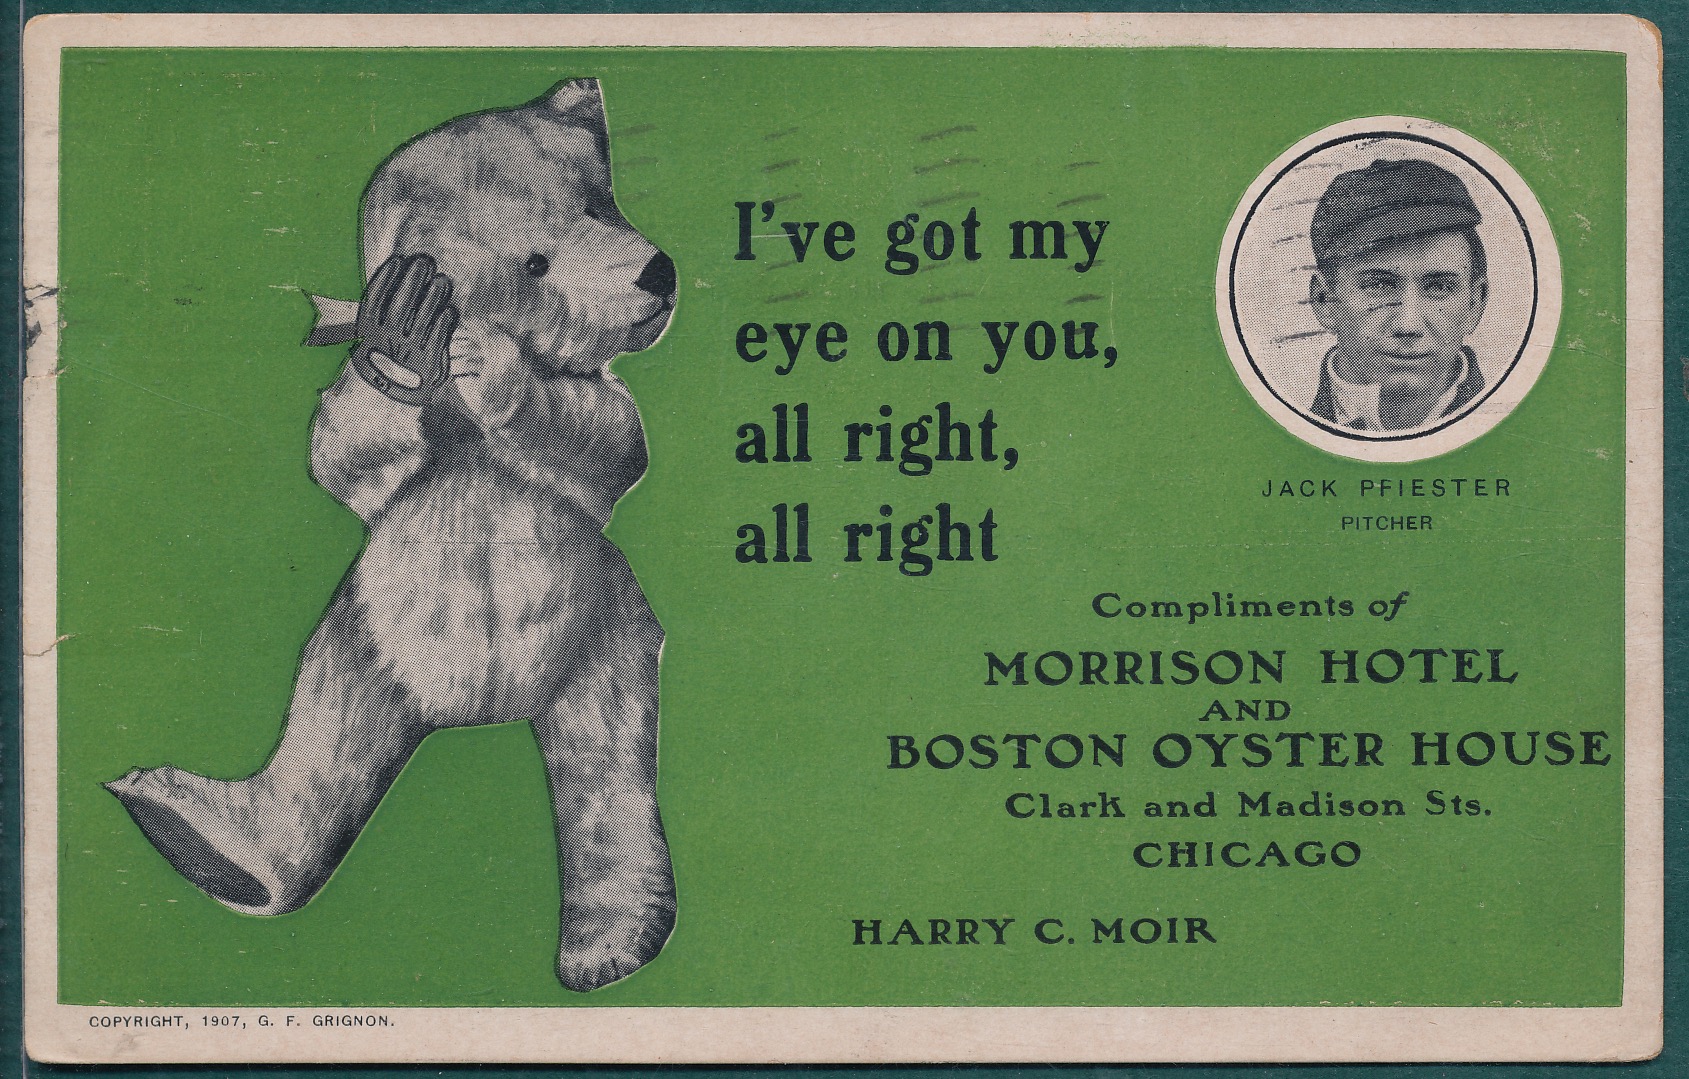 I've got my
eye on you,
all right,
all right
JACK PFIESTER
PITCHER
Compliments of
MORRISON HOTEL
AND
BOSTON OYSTER HOUSE
Clark and Madison Sts.
CHICAGO
HARRY C. MOIR
COPYRIGHT, 1907, G. F. GRIGNON.